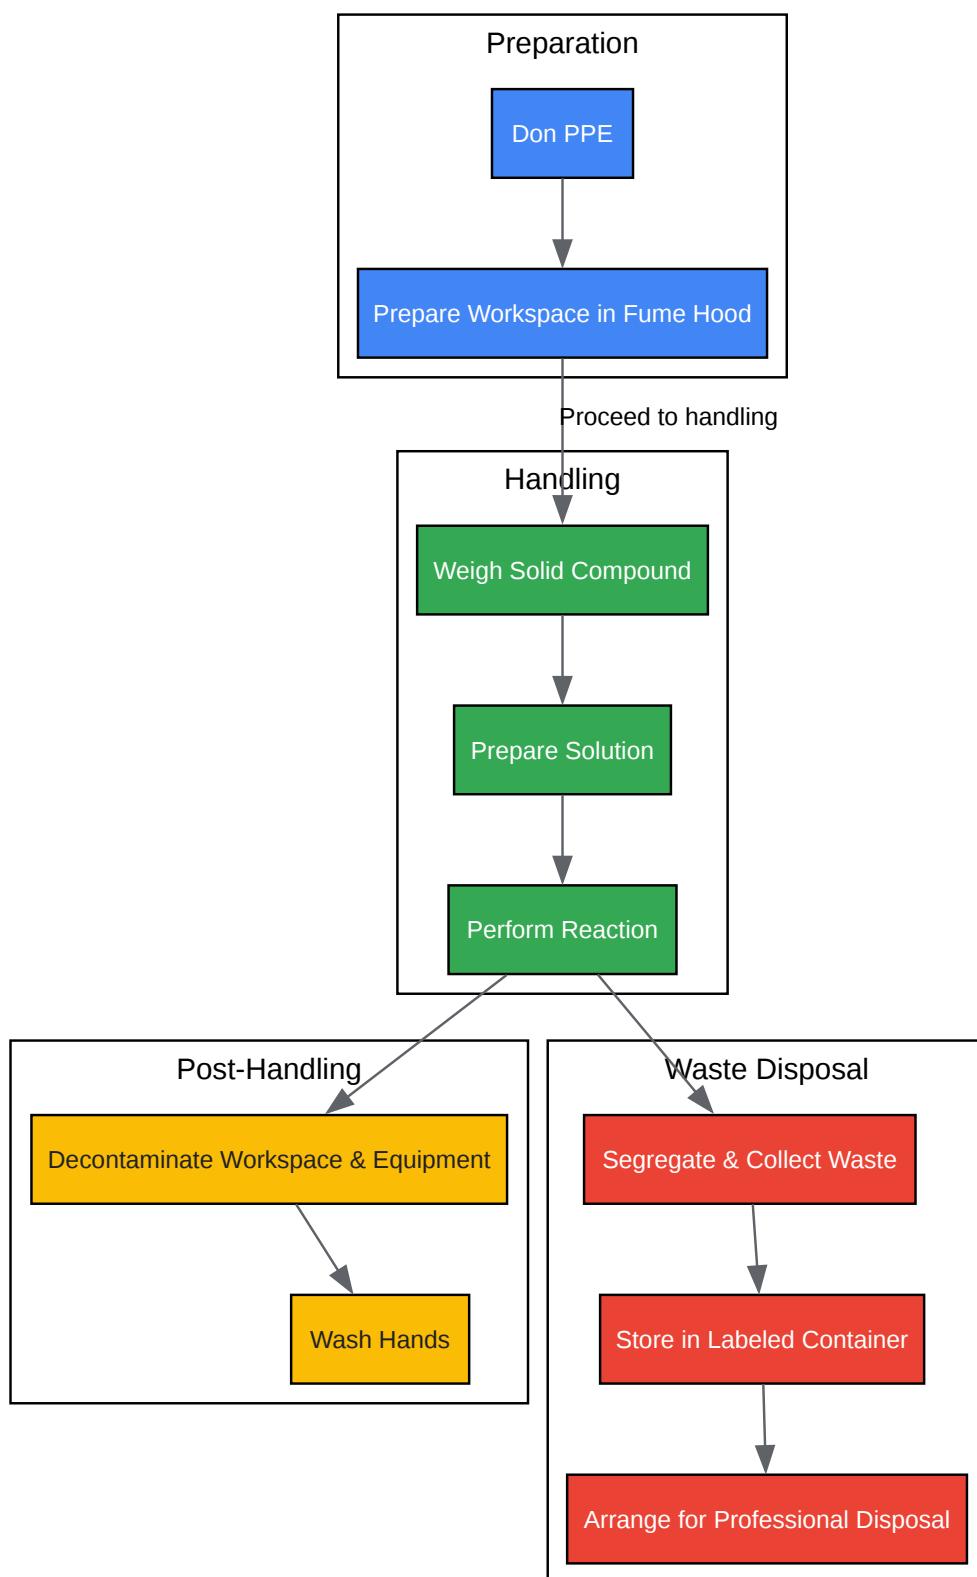 Preparation
Don PPE
Prepare Workspace in Fume Hood
Proceed to handling
Handling
Weigh Solid Compound
Prepare Solution
Perform Reaction
Post-Handling
Decontaminate Workspace & Equipment
Wash Hands
Waste Disposal
Segregate & Collect Waste
Store in Labeled Container
Arrange for Professional Disposal